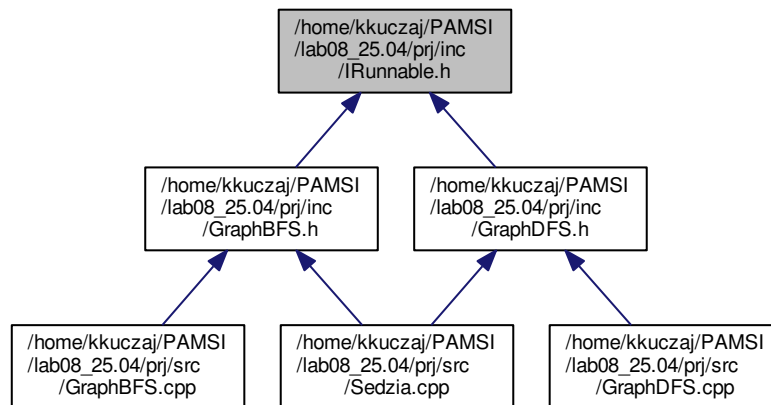 /home/kkuczaj/PAMSI
/lab08_25.04/prj/inc
/IRunnable.h
/home/kkuczaj/PAMSI
/lab08_25.04/prj/inc
/GraphBFS.h
/home/kkuczaj/PAMSI
/lab08_25.04/prj/inc
/GraphDFS.h
/home/kkuczaj/PAMSI
/lab08_25.04/prj/src
/GraphBFS.cpp
/home/kkuczaj/PAMSI
/lab08_25.04/prj/src
/Sedzia.cpp
/home/kkuczaj/PAMSI
/lab08_25.04/prj/src
/GraphDFS.cpp